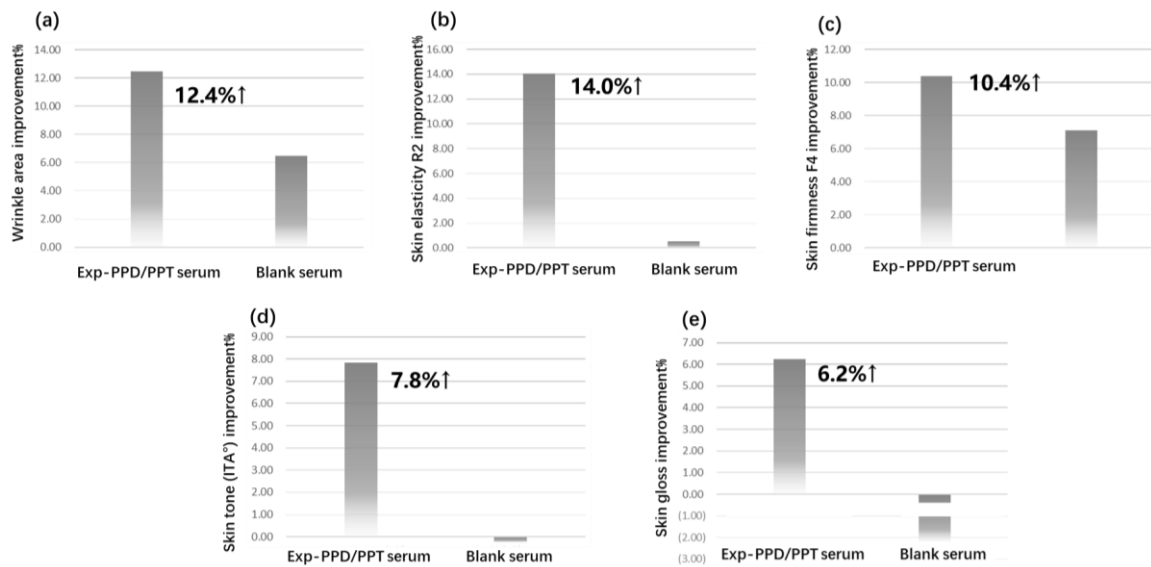 (a)
Wrinkle area improvement%
14.00
12.00
10.00
8.00
6.00
4.00
2.00
0.00
12.4%↑
Exp-PPD/PPT serum
Blank serum
(b)
Skin elasticity R2 improvement%
16.00
14.00
12.00
10.00
8.00
6.00
4.00
2.00
0.00
14.0%↑
Exp-PPD/PPT serum
Blank serum
(c)
Skin firmness F4 improvement%
12.00
10.00
8.00
6.00
4.00
2.00
0.00
10.4%↑
Exp-PPD/PPT serum
(d)
Skin tone (ITA°) improvement%
9.00
8.00
7.00
6.00
5.00
4.00
3.00
2.00
1.00
0.00
7.8%↑
Exp-PPD/PPT serum
Blank serum
(e)
Skin gloss improvement%
7.00
6.00
5.00
4.00
3.00
2.00
1.00
0.00
(1.00)
(2.00)
(3.00)
6.2%↑
Exp-PPD/PPT serum
Blank serum